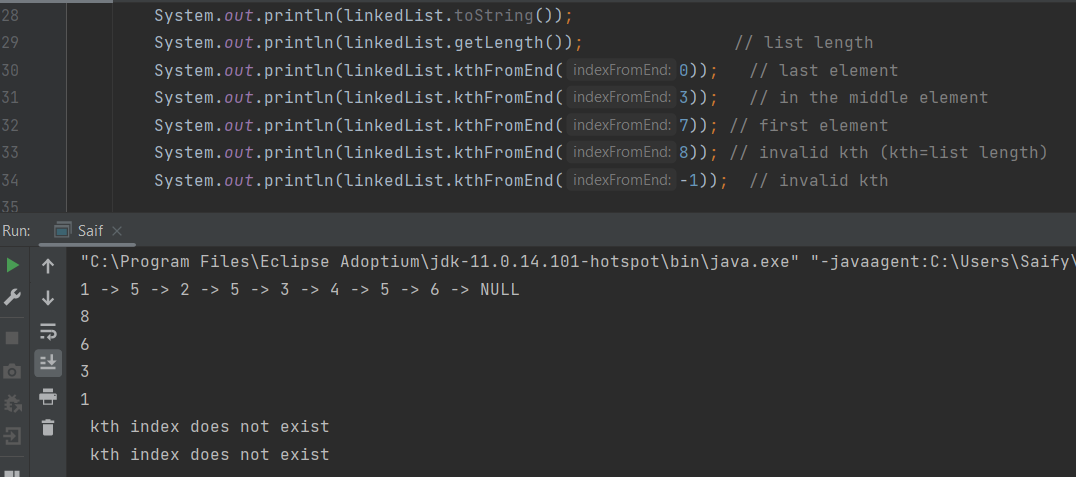 28 System.out.println(linkedList.toString());
29 System.out.println(linkedList.getLength()); // list length
30 System.out.println(linkedList.kthFromEnd( indexFromEnd: 0)); // last element
31 System.out.println(linkedList.kthFromEnd( indexFromEnd: 3)); // in the middle element
32 System.out.println(linkedList.kthFromEnd( indexFromEnd: 7)); // first element
33 System.out.println(linkedList.kthFromEnd( indexFromEnd: 8)); // invalid kth (kth=list length)
34 System.out.println(linkedList.kthFromEnd( indexFromEnd: -1)); // invalid kth
35
Run: Saif
"C:\Program Files\Eclipse Adoptium\jdk-11.0.14.101-hotspot\bin\java.exe" "-javaagent:C:\Users\Saify\
1 -> 5 -> 2 -> 5 -> 3 -> 4 -> 5 -> 6 -> NULL
8
6
3
1
kth index does not exist
kth index does not exist